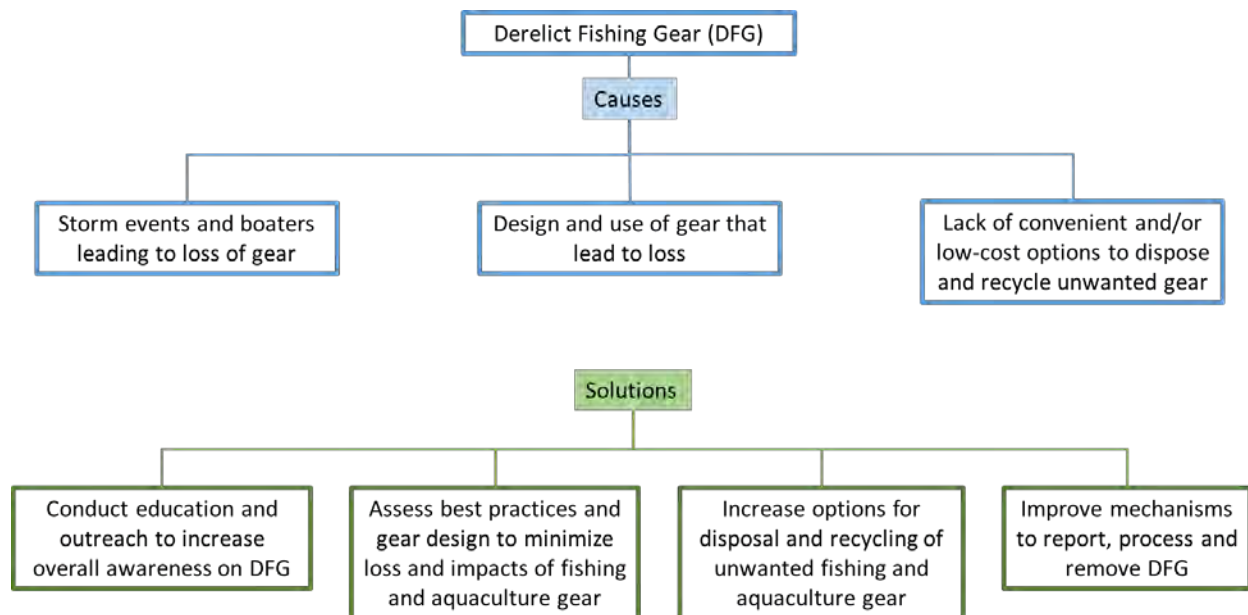 Derelict Fishing Gear (DFG)
Causes
Storm events and boaters
leading to loss of gear
Design and use of gear that
lead to loss
Lack of convenient and/or
low-cost options to dispose
and recycle unwanted gear
Solutions
Conduct education and
outreach to increase
overall awareness on DFG
Assess best practices and
gear design to minimize
loss and impacts of fishing
and aquaculture gear
Increase options for
disposal and recycling of
unwanted fishing and
aquaculture gear
Improve mechanisms
to report, process and
remove DFG